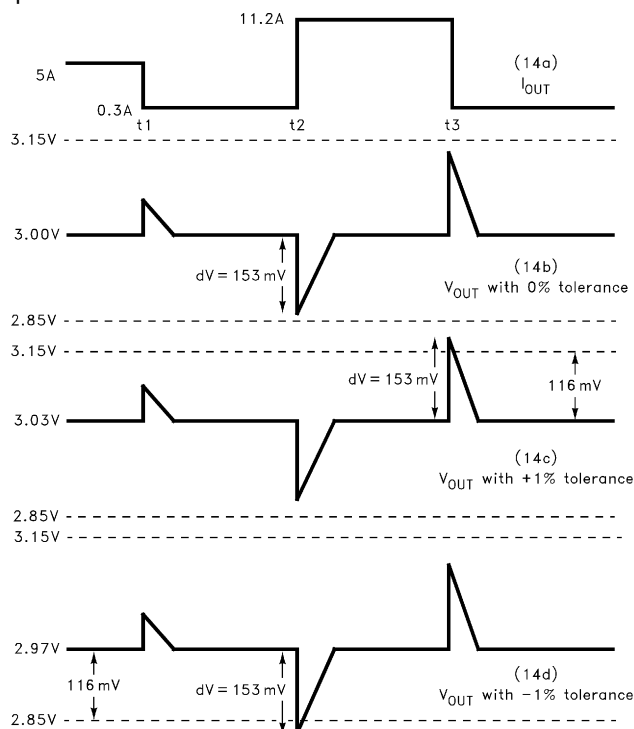 11.2A
5A
(14a)
I_OUT
0.3A
t1
t2
t3
3.15V
3.00V
dV = 153 mV
(14b)
V_OUT with 0% tolerance
2.85V
3.15V
dV = 153 mV
116 mV
3.03V
(14c)
V_OUT with +1% tolerance
2.85V
3.15V
2.97V
116 mV
dV = 153 mV
(14d)
V_OUT with −1% tolerance
2.85V